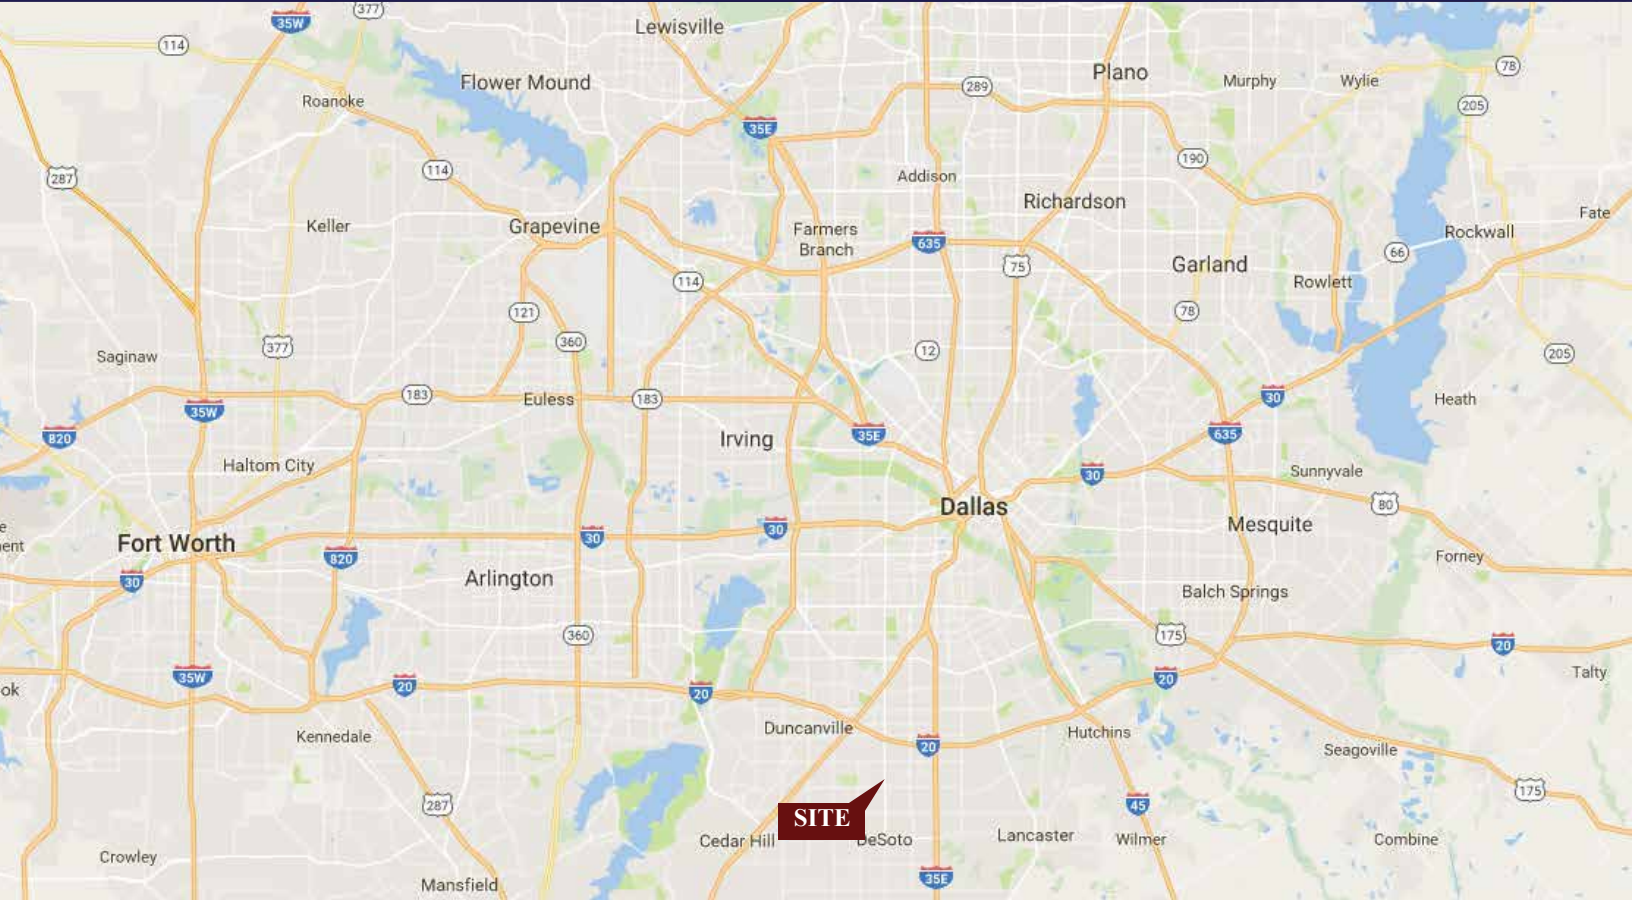 377
35W
Lewisville
114
Plano
78
Flower Mound
Murphy
Wylie
289
Roanoke
205
35E
190
114
287
Addison
Richardson
Fate
Keller
Grapevine
Farmers
Branch
635
Rockwall
66
75
Garland
Rowlett
114
121
78
360
377
12
Saginaw
205
183
Euless
183
30
Heath
35W
820
35E
635
Irving
Haltom City
30
Sunnyvale
80
Dallas
Mesquite
30
30
Fort Worth
ent
820
Forney
30
Arlington
Balch Springs
360
175
20
35W
20
20
20
Talty
ok
Duncanville
Hutchins
Kennedale
20
Seagoville
175
287
45
SITE
Cedar Hill
DeSoto
Lancaster
Wilmer
Combine
Crowley
35E
Mansfield